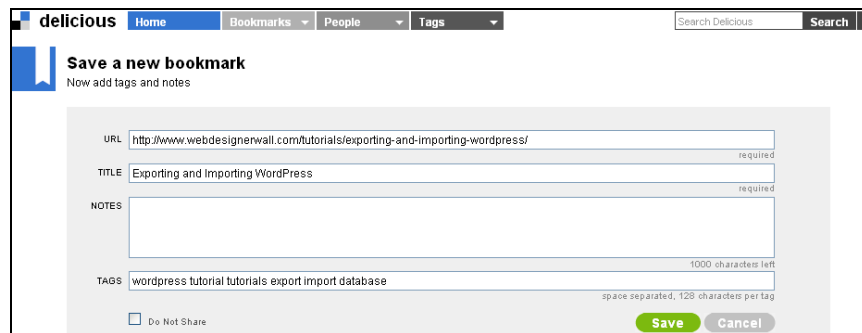 delicious Home Bookmarks People Tags Search Delicious Search
Save a new bookmark
Now add tags and notes
URL http://www.webdesignerwall.com/tutorials/exporting-and-importing-wordpress/
required
TITLE Exporting and Importing WordPress
required
NOTES
1000 characters left
TAGS wordpress tutorial tutorials export import database
space separated, 128 characters per tag
Do Not Share Save Cancel